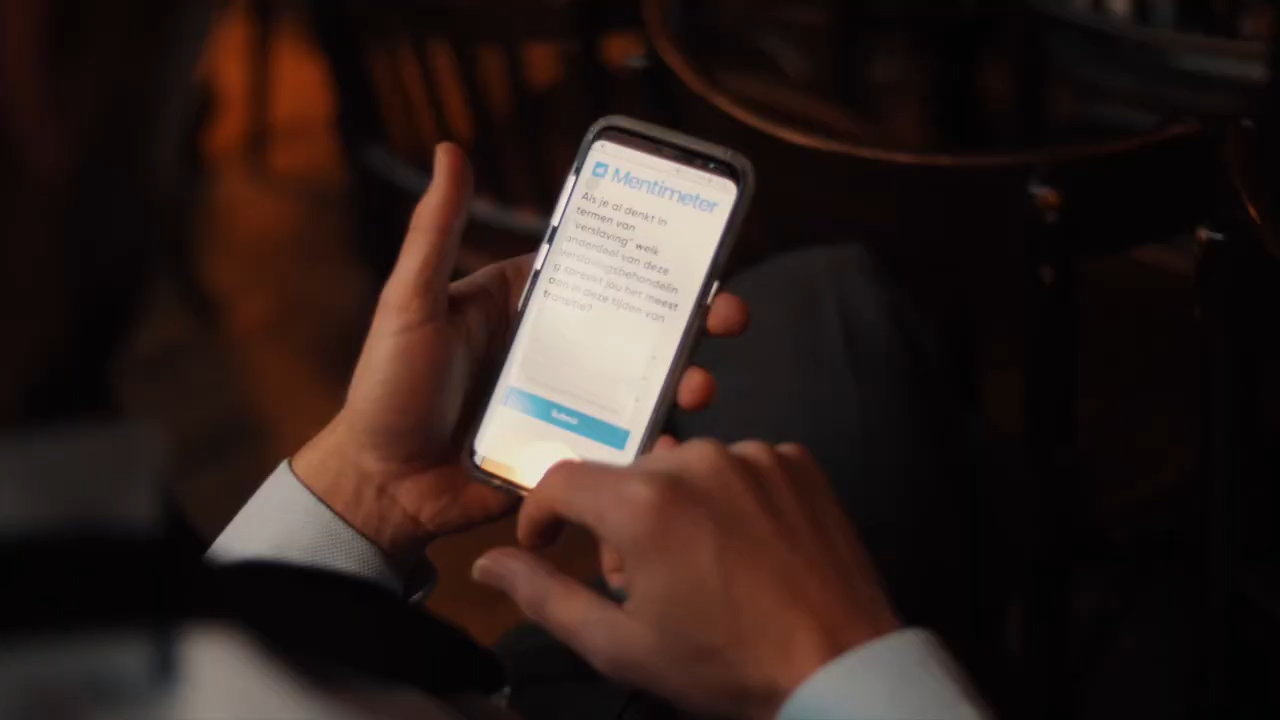 Mentimeter
Als je al denkt in
termen van
"verslaving" welk
onderdeel van deze
verslavingsbehandelin
g spreekt jou het meest
aan in deze tijden van
transitie?
Submit